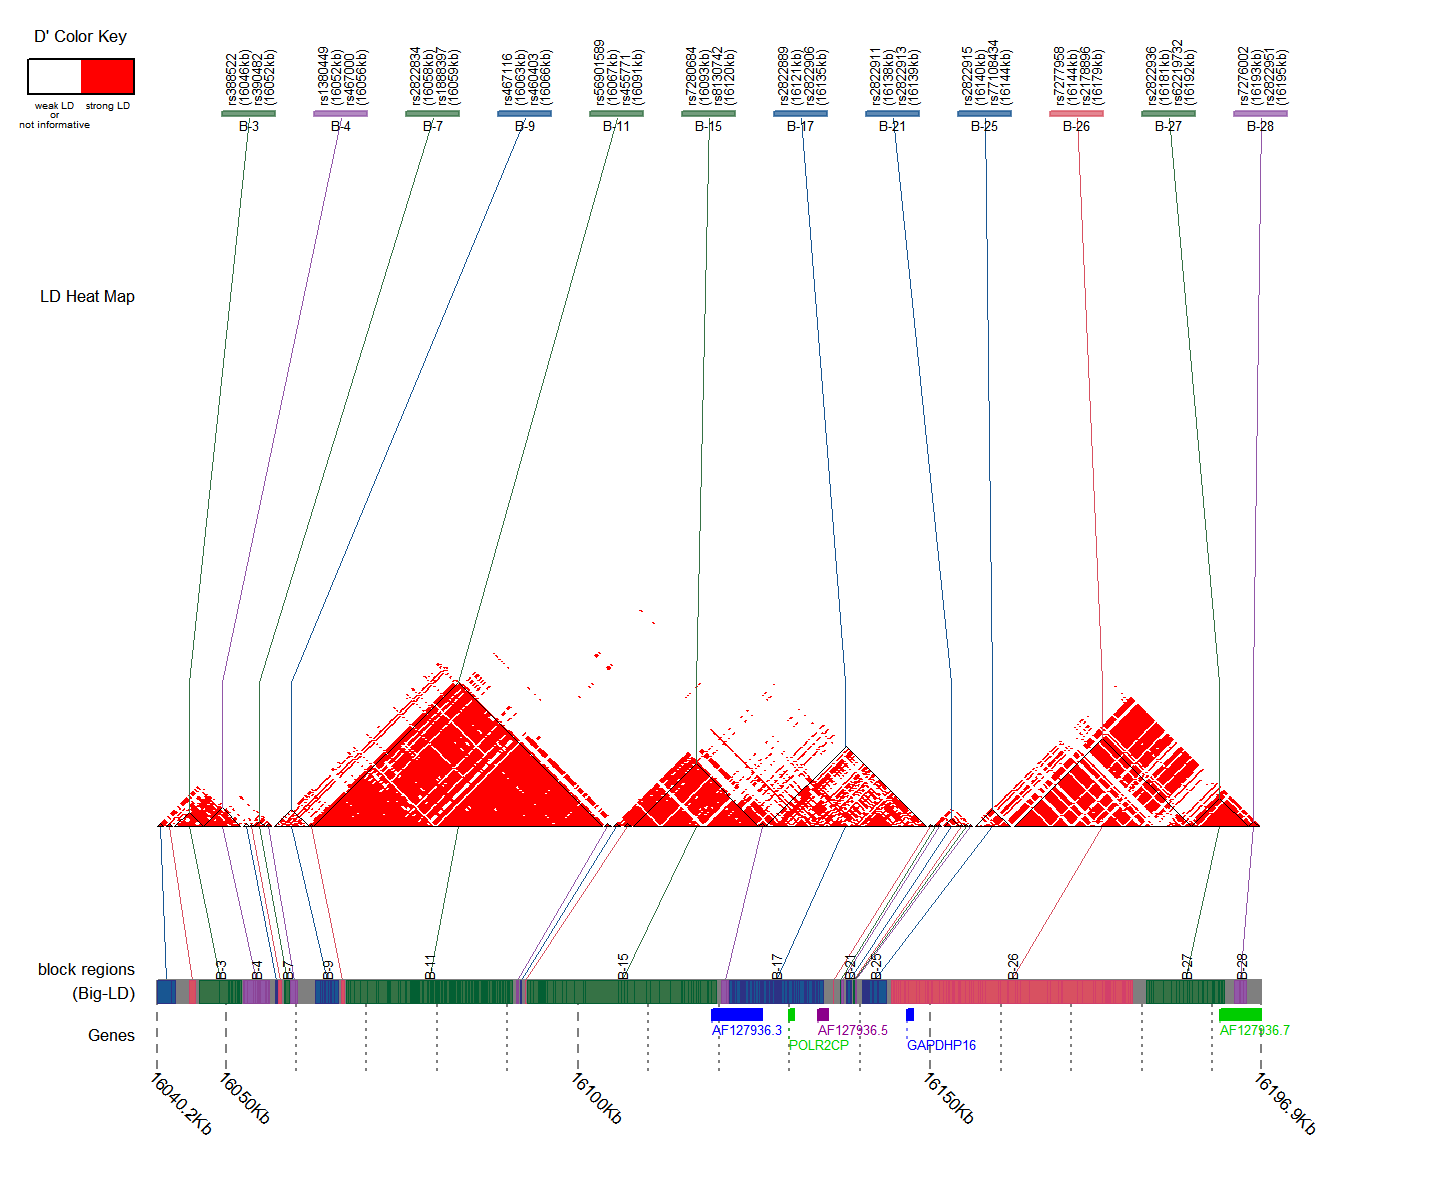 D' Color Key
weak LD
strong LD
or
not informative
rs388522
(16046kb)
rs390482
(16052kb)
B-3
rs1380449
(16052kb)
rs467000
(16056kb)
B-4
rs2822834
(16058kb)
rs1888397
(16059kb)
B-7
rs467116
(16063kb)
rs460403
(16066kb)
B-9
rs56901589
(16067kb)
rs455771
(16091kb)
B-11
rs7280684
(16093kb)
rs8130742
(16120kb)
B-15
rs2822889
(16121kb)
rs2822906
(16135kb)
B-17
rs2822911
(16138kb)
rs2822913
(16139kb)
B-21
rs2822915
(16140kb)
rs77108434
(16144kb)
B-25
rs7277958
(16144kb)
rs2178896
(16179kb)
B-26
rs2822936
(16181kb)
rs62219732
(16192kb)
B-27
rs7276002
(16193kb)
rs2822951
(16195kb)
B-28
LD Heat Map
block regions
(Big-LD)
B-3
B-4
B-7
B-9
B-11
B-15
B-17
B-21
B-25
B-26
B-27
B-28
Genes
AF127936.3
AF127936.5
AF127936.7
POLR2CP
GAPDHP16
16040.2Kb
16050Kb
16100Kb
16150Kb
16196.9Kb